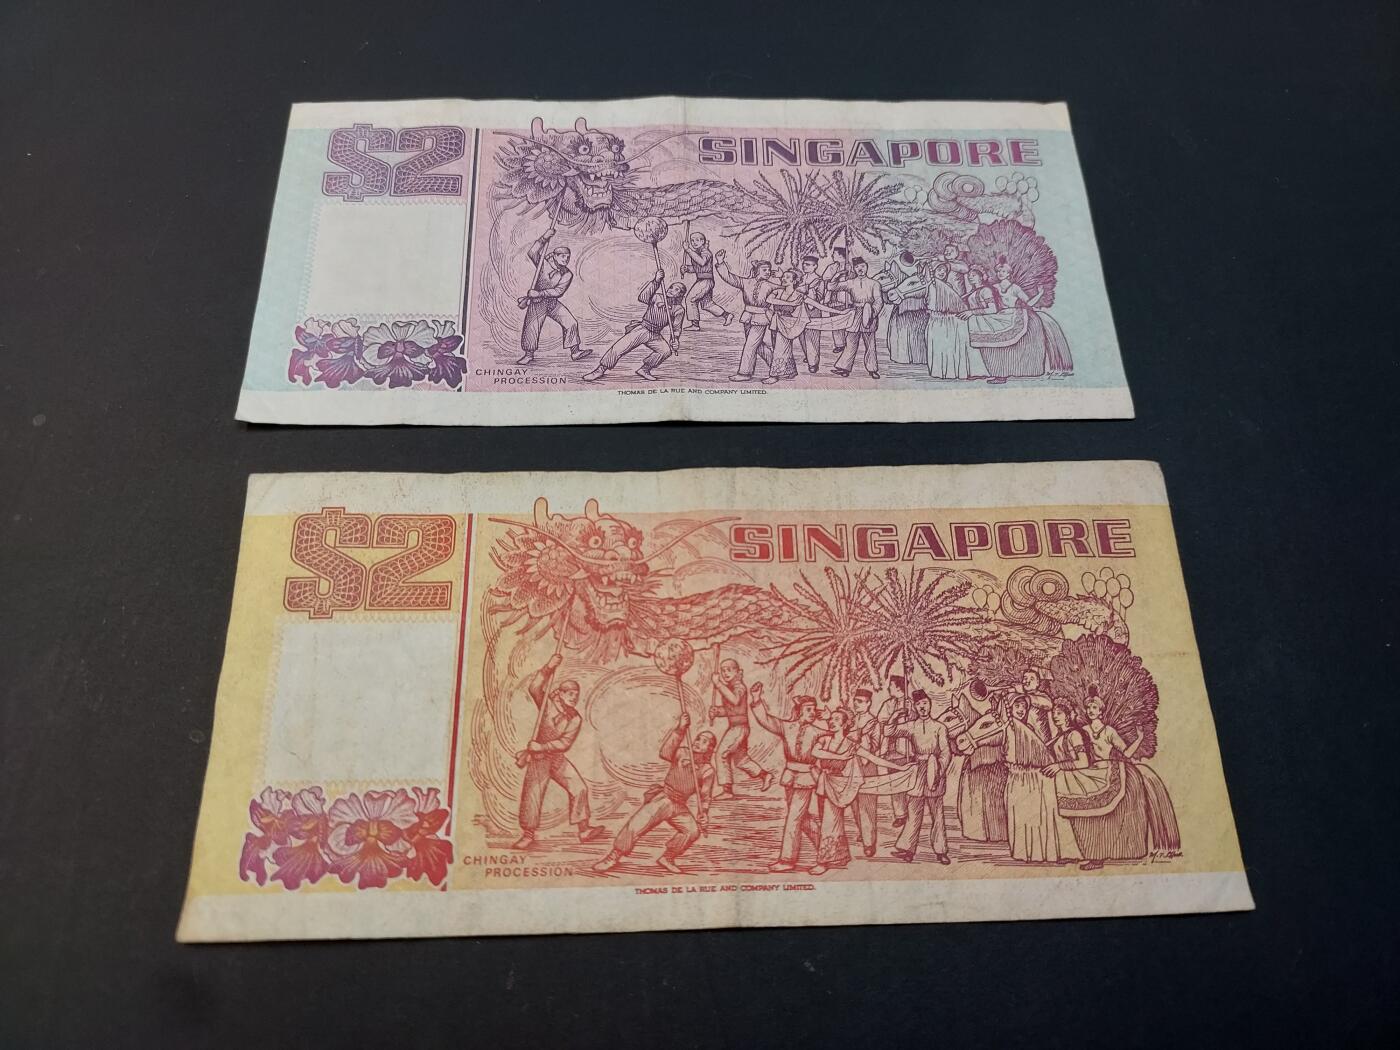 $2
SINGAPORE
CHINGAY
PROCESSION
THOMAS DE LA RUE AND COMPANY LIMITED.
$2
SINGAPORE
CHINGAY
PROCESSION
THOMAS DE LA RUE AND COMPANY LIMITED.